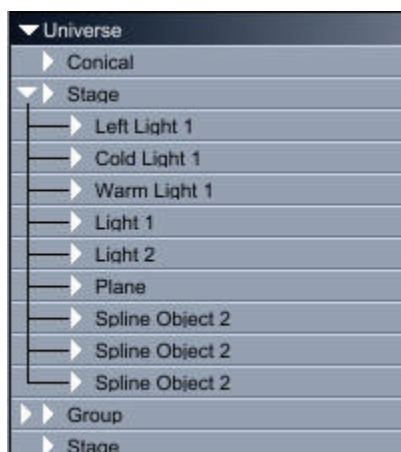 Universe
Conical
Stage
Left Light 1
Cold Light 1
Warm Light 1
Light 1
Light 2
Plane
Spline Object 2
Spline Object 2
Spline Object 2
Group
Stage